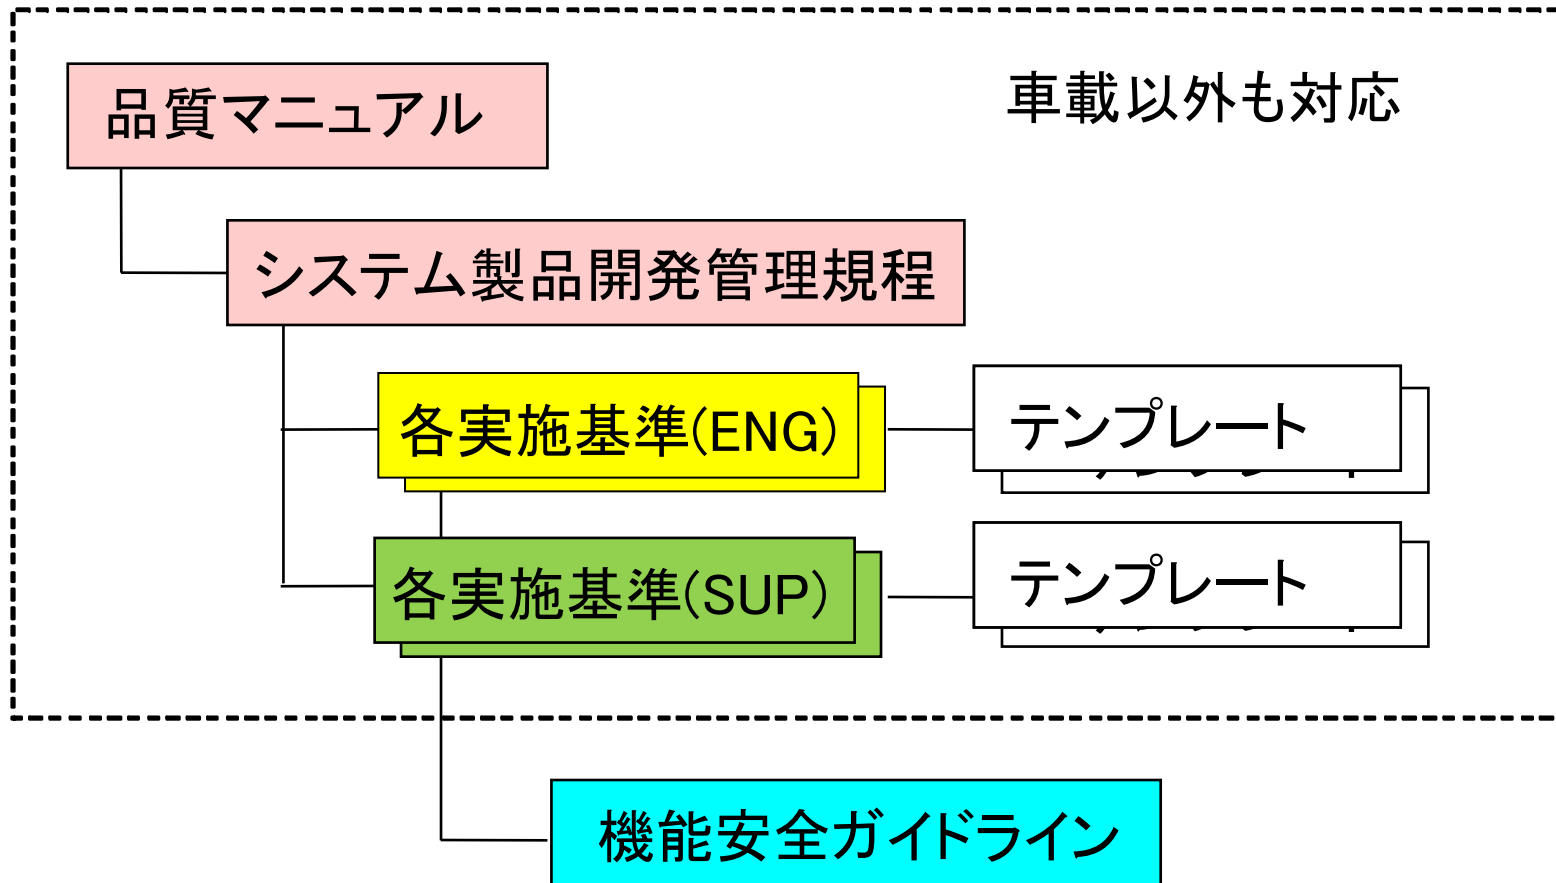 品質マニュアル
車載以外も対応
システム製品開発管理規程
各実施基準(ENG)
テンプレート
各実施基準(SUP)
テンプレート
機能安全ガイドライン